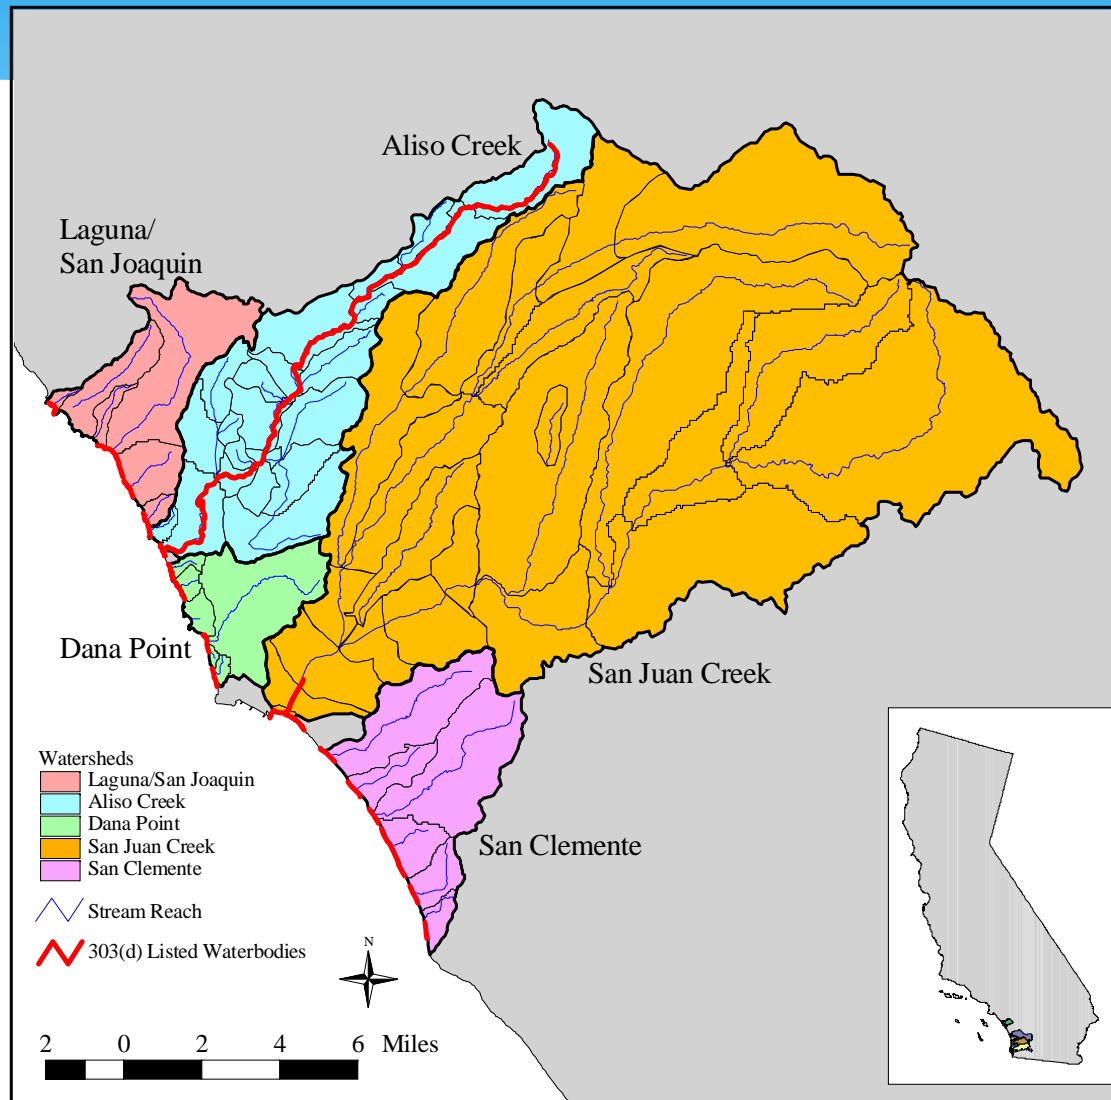 Aliso Creek
Laguna/
San Joaquin
Dana Point
San Juan Creek
San Clemente
Watersheds
Laguna/San Joaquin
Aliso Creek
Dana Point
San Juan Creek
San Clemente
Stream Reach
303(d) Listed Waterbodies
N
2 0 2 4 6 Miles